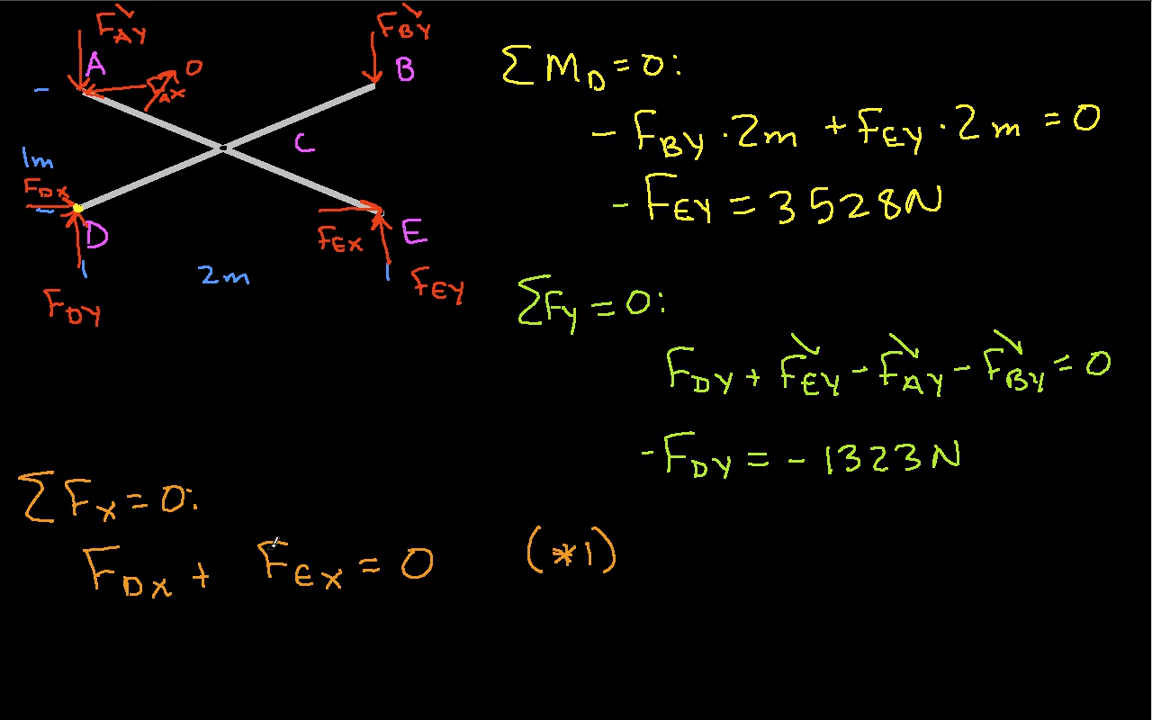 F_AY
F_BY
A
F_AX
0
B
C
1m
F_DX
D
F_EX
E
2m
F_DY
F_EY
ΣM_D = 0:
- F_BY · 2m + F_EY · 2m = 0
- F_EY = 3528N
ΣF_y = 0:
F_DY + F_EY - F_AY - F_BY = 0
- F_DY = - 1323N
ΣF_X = 0:
F_DX + F_EX = 0 (*1)